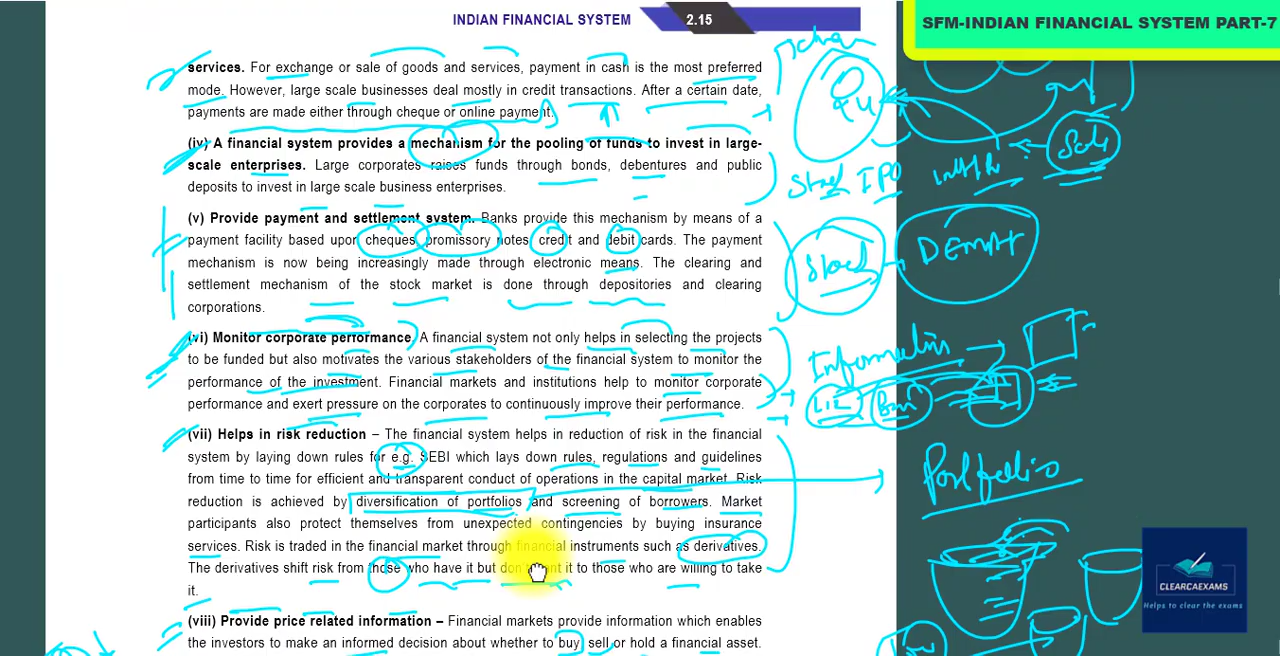 INDIAN FINANCIAL SYSTEM 2.15
SFM-INDIAN FINANCIAL SYSTEM PART-7
services. For exchange or sale of goods and services, payment in cash is the most preferred
mode. However, large scale businesses deal mostly in credit transactions. After a certain date,
payments are made either through cheque or online payment.
(iv) A financial system provides a mechanism for the pooling of funds to invest in large-
scale enterprises. Large corporates raises funds through bonds, debentures and public
deposits to invest in large scale business enterprises.
(v) Provide payment and settlement system. Banks provide this mechanism by means of a
payment facility based upon cheques, promissory notes, credit and debit cards. The payment
mechanism is now being increasingly made through electronic means. The clearing and
settlement mechanism of the stock market is done through depositories and clearing
corporations.
(vi) Monitor corporate performance. A financial system not only helps in selecting the projects
to be funded but also motivates the various stakeholders of the financial system to monitor the
performance of the investment. Financial markets and institutions help to monitor corporate
performance and exert pressure on the corporates to continuously improve their performance.
(vii) Helps in risk reduction – The financial system helps in reduction of risk in the financial
system by laying down rules for e.g. SEBI which lays down rules, regulations and guidelines
from time to time for efficient and transparent conduct of operations in the capital market. Risk
reduction is achieved by diversification of portfolios and screening of borrowers. Market
participants also protect themselves from unexpected contingencies by buying insurance
services. Risk is traded in the financial market through financial instruments such as derivatives.
The derivatives shift risk from those who have it but don't want it to those who are willing to take
it.
(viii) Provide price related information – Financial markets provide information which enables
the investors to make an informed decision about whether to buy, sell or hold a financial asset.
IPO
Stock
DEMAT
Information
LIC
Portfolio
CLEARCAEXAMS
Helps to clear the exams